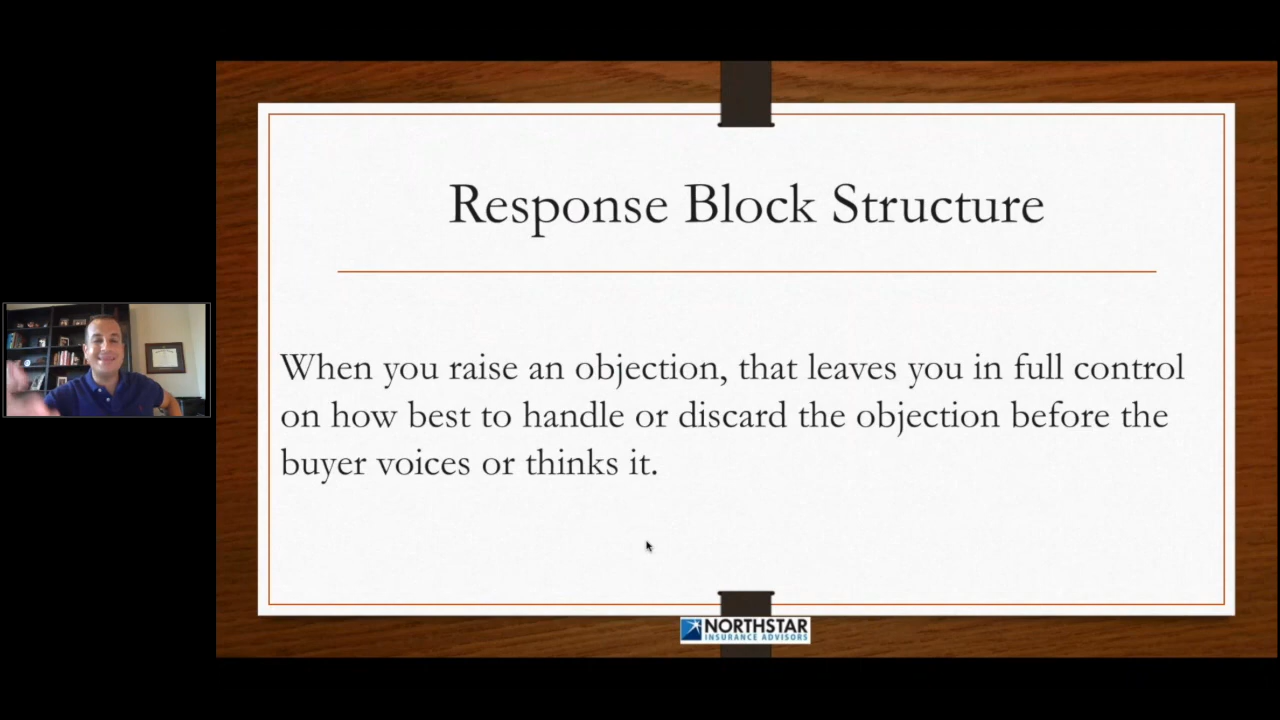 Response Block Structure
When you raise an objection, that leaves you in full control
on how best to handle or discard the objection before the
buyer voices or thinks it.
NORTHSTAR
INSURANCE ADVISORS